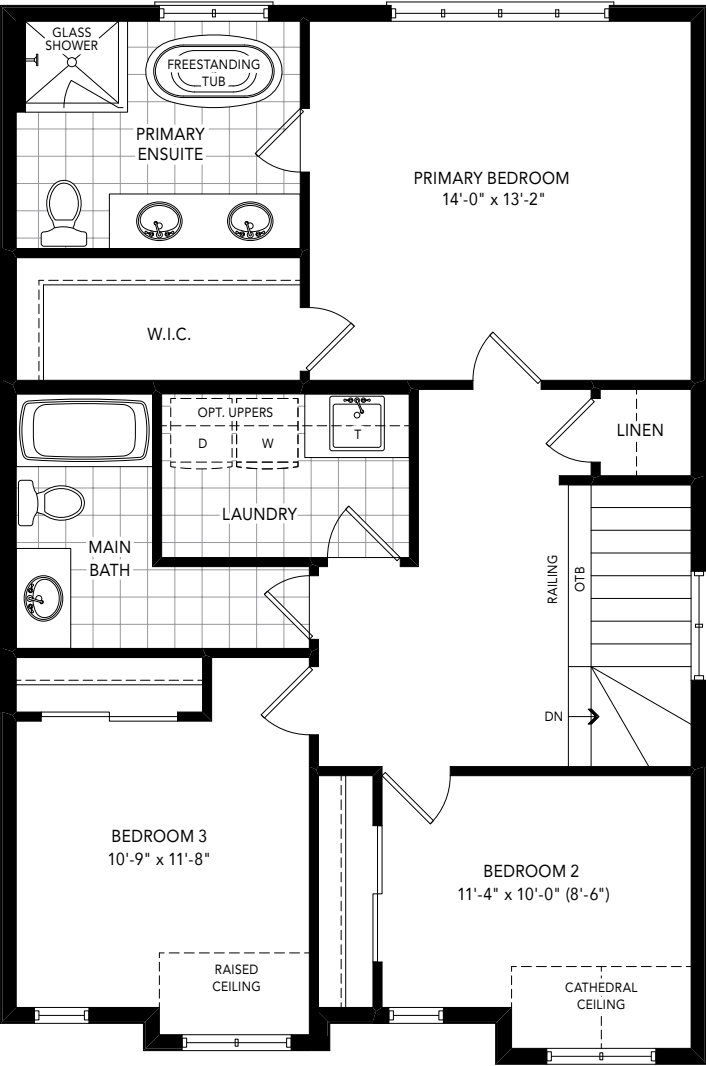 GLASS
SHOWER
FREESTANDING
TUB
PRIMARY
ENSUITE
PRIMARY BEDROOM
14'-0" x 13'-2"
W.I.C.
OPT. UPPERS
D
W
T
LINEN
LAUNDRY
MAIN
BATH
RAILING
OTB
DN
BEDROOM 3
10'-9" x 11'-8"
BEDROOM 2
11'-4" x 10'-0" (8'-6")
RAISED
CEILING
CATHEDRAL
CEILING